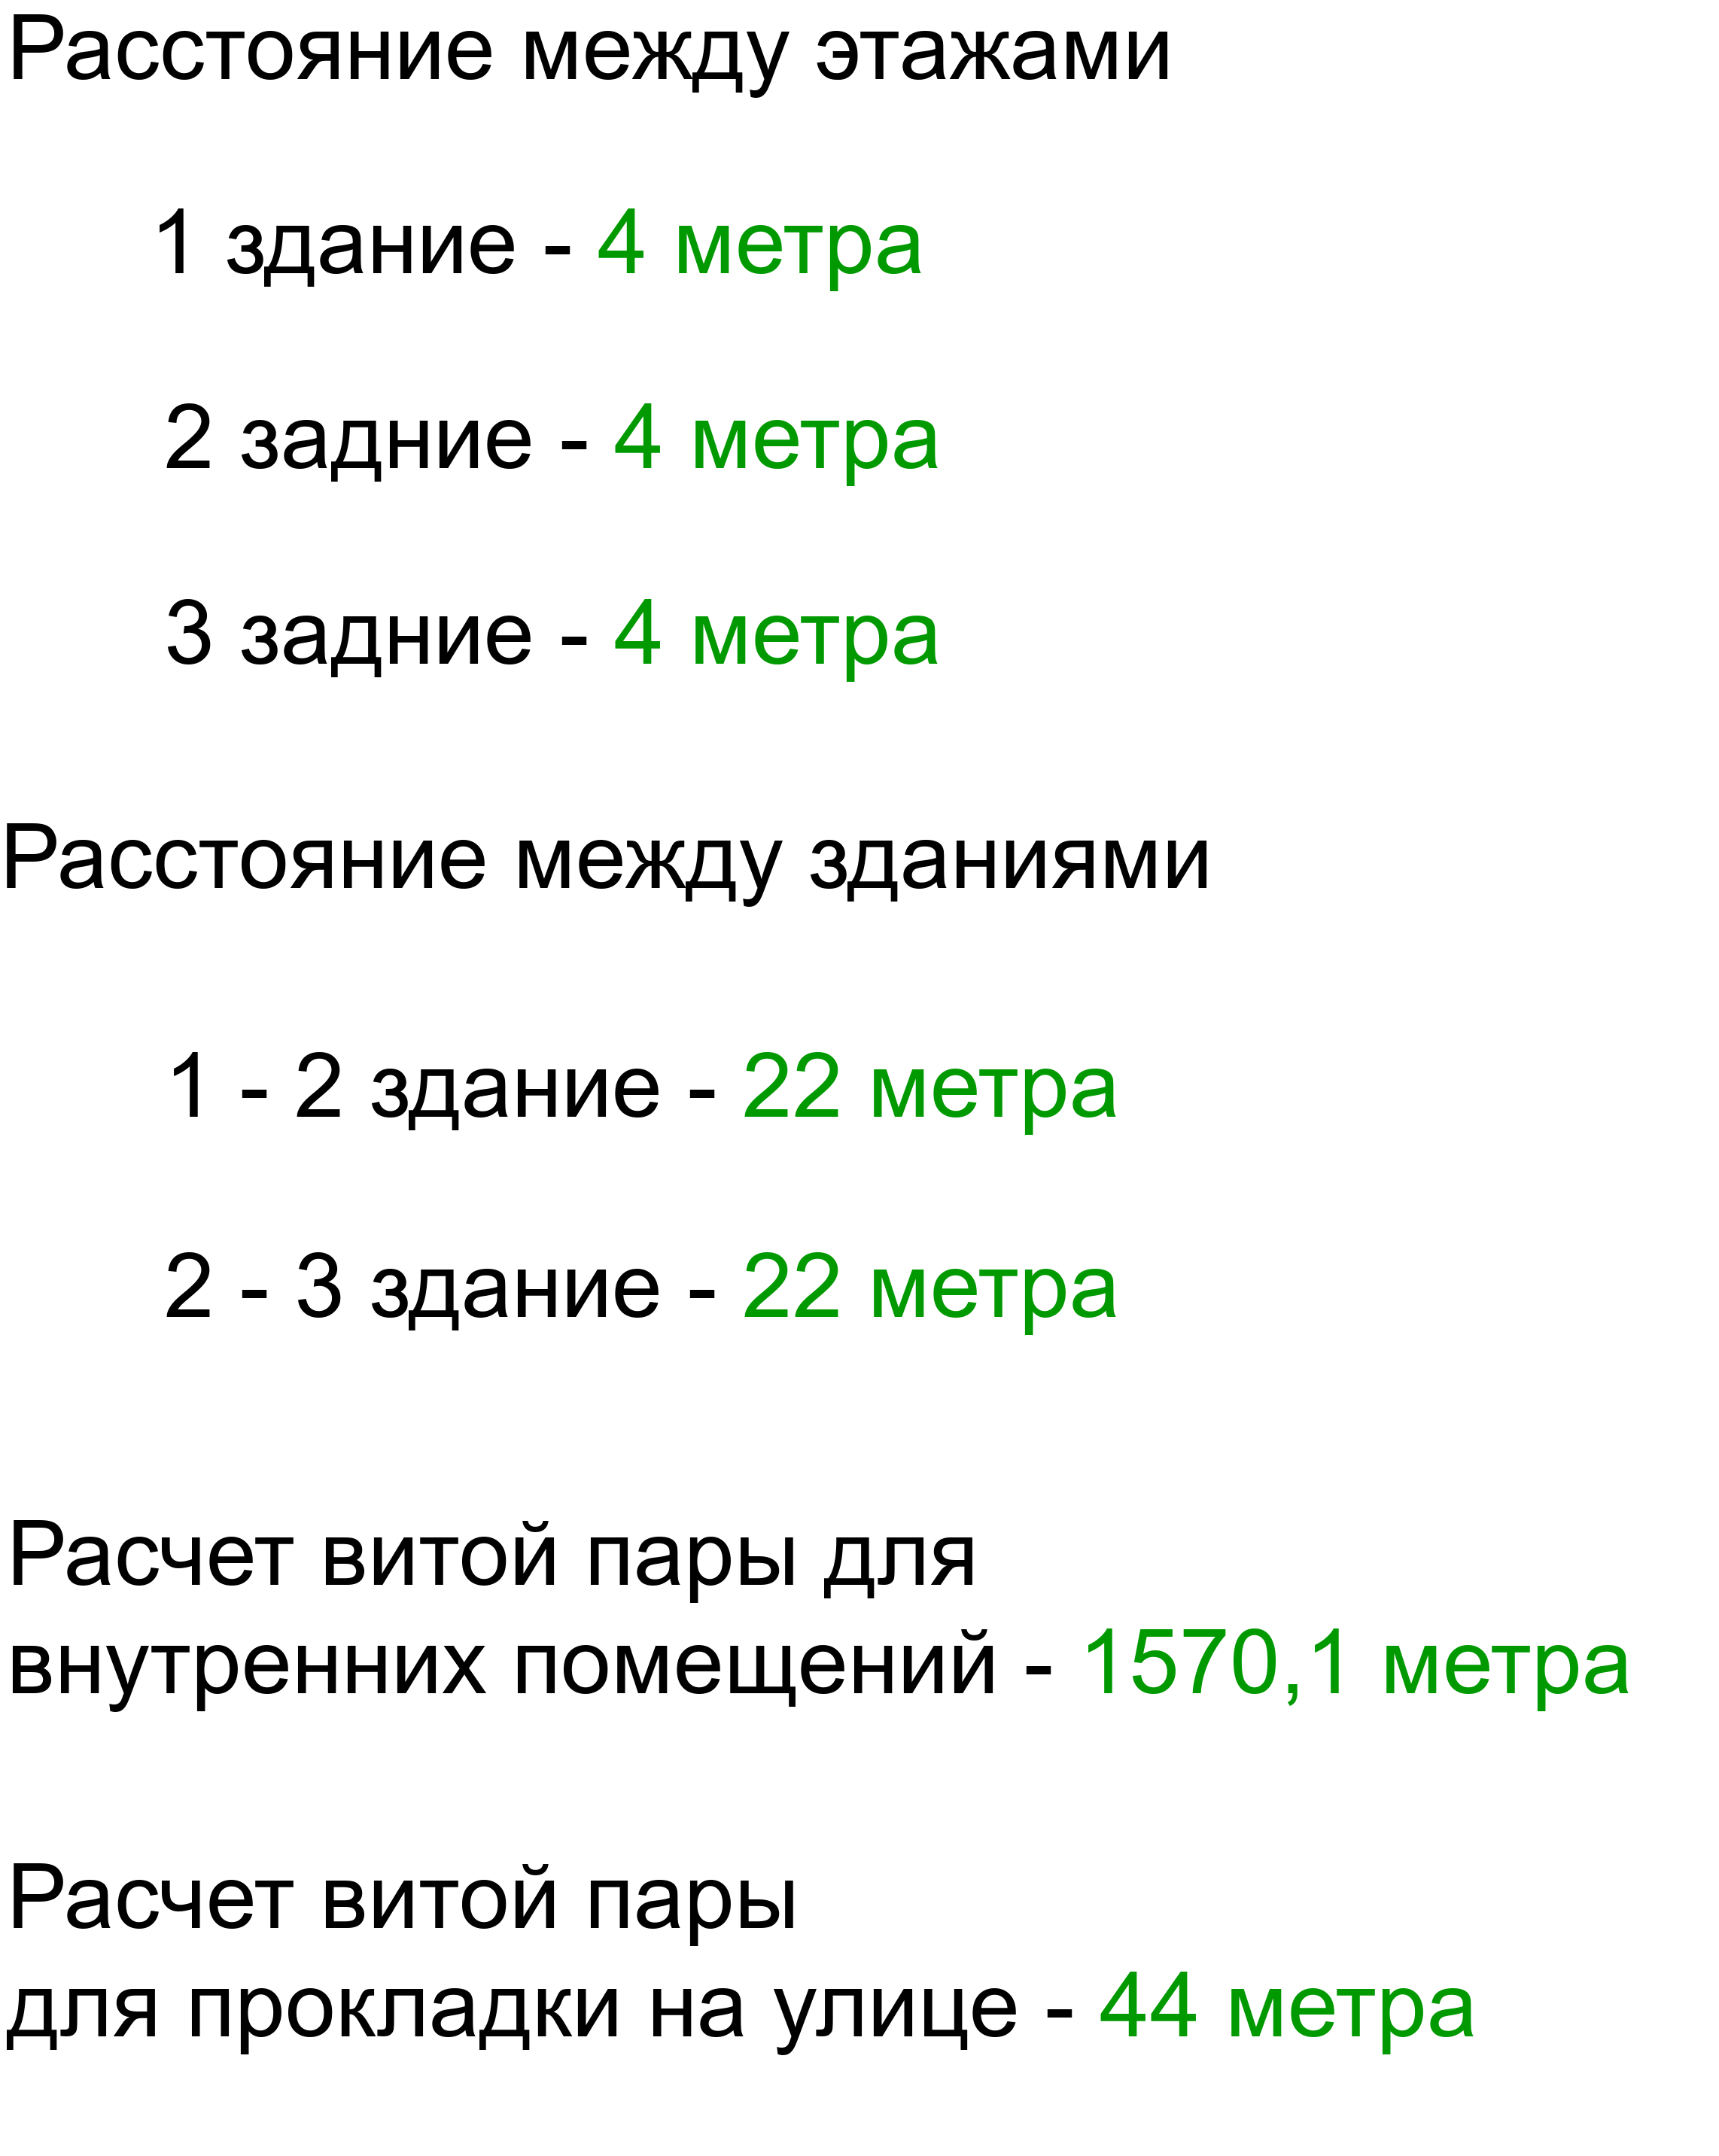 Расстояние между этажами
1 здание - 4 метра
2 задние - 4 метра
3 задние - 4 метра
Расстояние между зданиями
1 - 2 здание - 22 метра
2 - 3 здание - 22 метра
Расчет витой пары для
внутренних помещений - 1570,1 метра
Расчет витой пары
для прокладки на улице - 44 метра